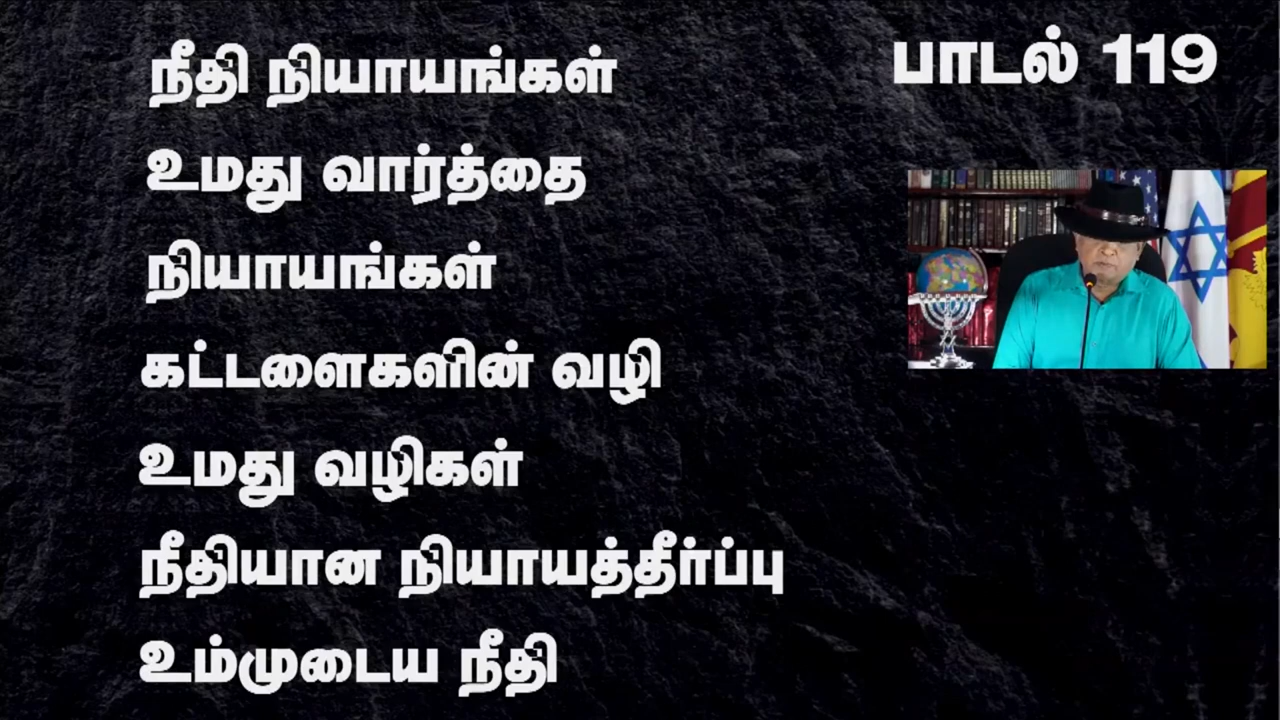 பாடல் 119
நீதி நியாயங்கள்
உமது வார்த்தை
நியாயங்கள்
கட்டளைகளின் வழி
உமது வழிகள்
நீதியான நியாயத்தீர்ப்பு
உம்முடைய நீதி